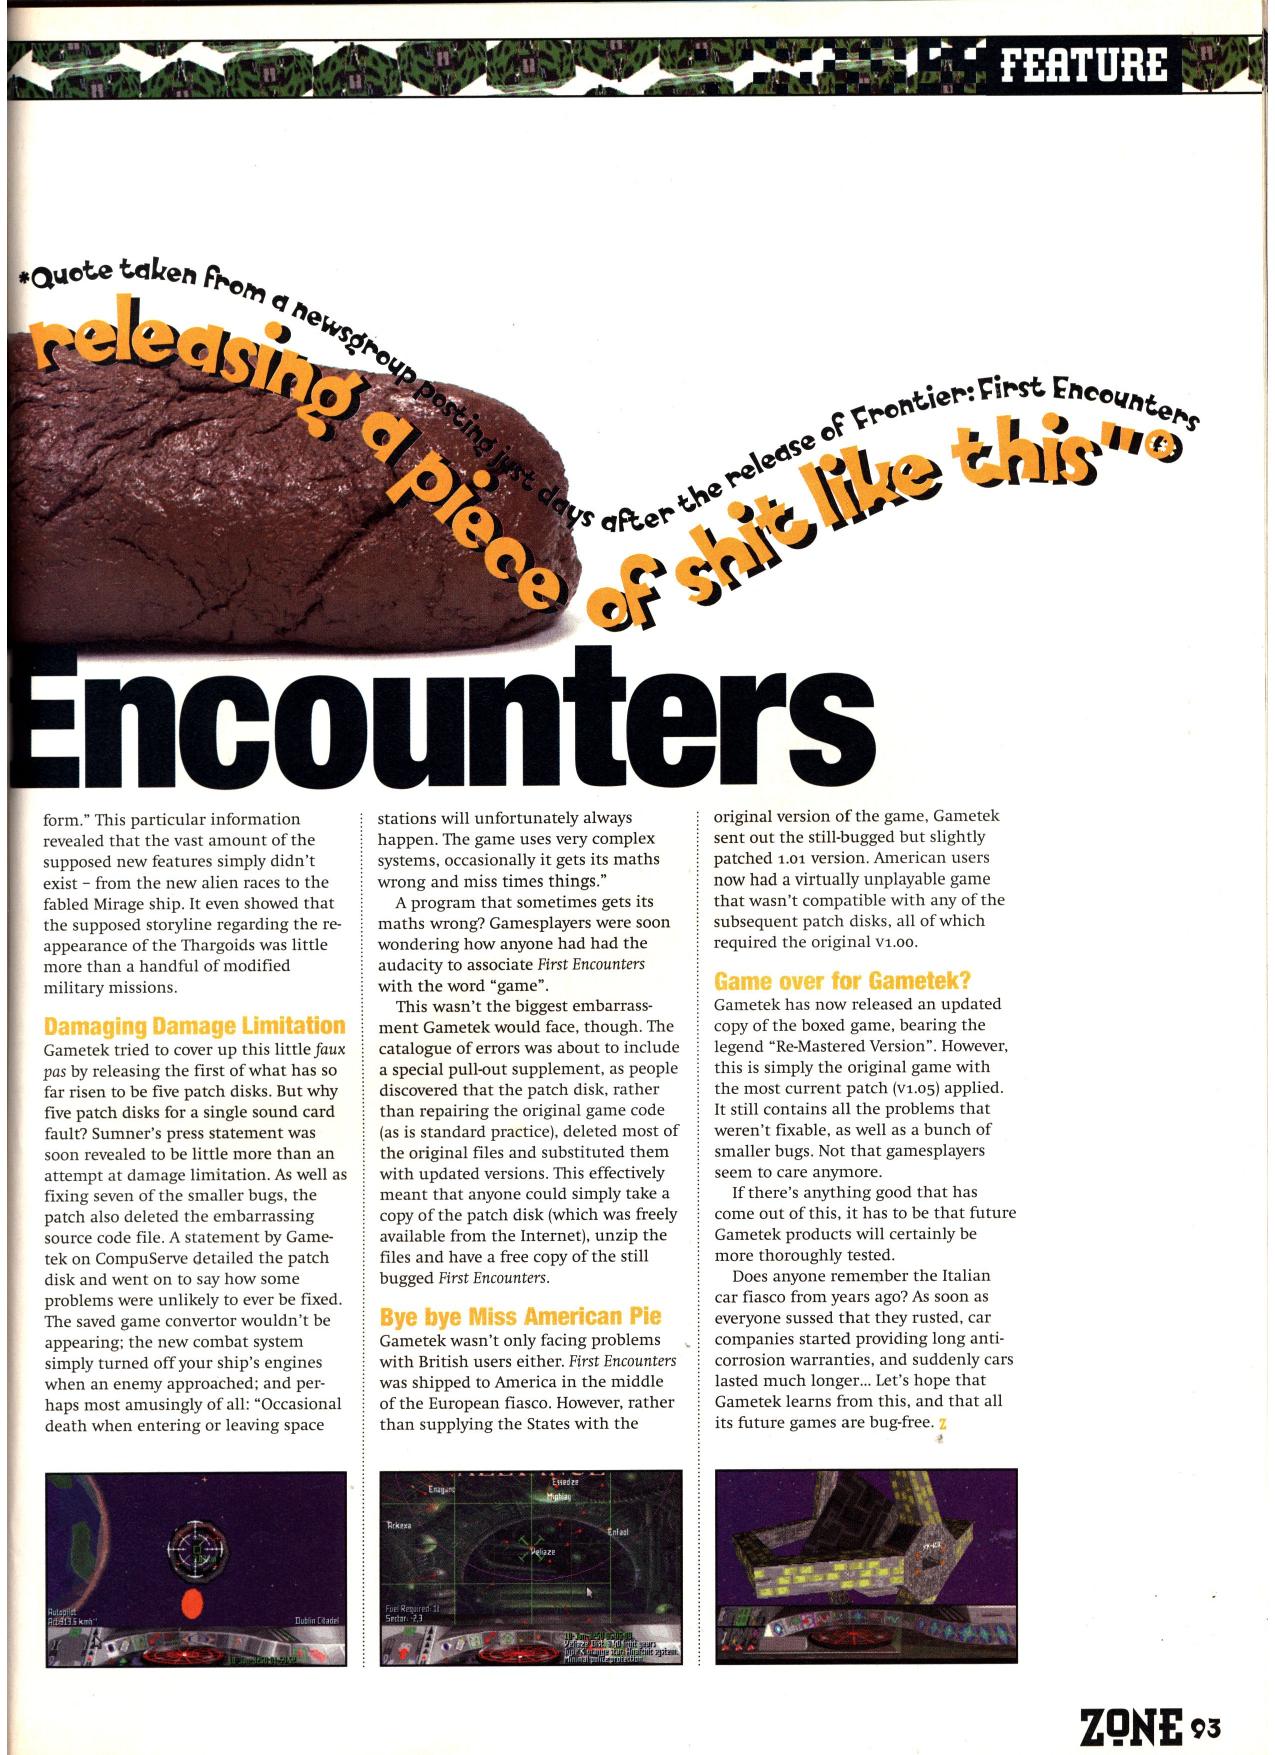 FEATURE
*Quote taken from a newsgroup posting just days after the release of Frontier: First Encounters
releasing a piece of shit like this"*
Encounters
form.” This particular information
revealed that the vast amount of the
supposed new features simply didn’t
exist – from the new alien races to the
fabled Mirage ship. It even showed that
the supposed storyline regarding the re-
appearance of the Thargoids was little
more than a handful of modified
military missions.
Damaging Damage Limitation
Gametek tried to cover up this little faux
pas by releasing the first of what has so
far risen to be five patch disks. But why
five patch disks for a single sound card
fault? Sumner’s press statement was
soon revealed to be little more than an
attempt at damage limitation. As well as
fixing seven of the smaller bugs, the
patch also deleted the embarrassing
source code file. A statement by Game-
tek on CompuServe detailed the patch
disk and went on to say how some
problems were unlikely to ever be fixed.
The saved game convertor wouldn’t be
appearing; the new combat system
simply turned off your ship’s engines
when an enemy approached; and per-
haps most amusingly of all: “Occasional
death when entering or leaving space
stations will unfortunately always
happen. The game uses very complex
systems, occasionally it gets its maths
wrong and miss times things.”
A program that sometimes gets its
maths wrong? Gamesplayers were soon
wondering how anyone had had the
audacity to associate First Encounters
with the word “game”.
This wasn’t the biggest embarrass-
ment Gametek would face, though. The
catalogue of errors was about to include
a special pull-out supplement, as people
discovered that the patch disk, rather
than repairing the original game code
(as is standard practice), deleted most of
the original files and substituted them
with updated versions. This effectively
meant that anyone could simply take a
copy of the patch disk (which was freely
available from the Internet), unzip the
files and have a free copy of the still
bugged First Encounters.
Bye bye Miss American Pie
Gametek wasn’t only facing problems
with British users either. First Encounters
was shipped to America in the middle
of the European fiasco. However, rather
than supplying the States with the
original version of the game, Gametek
sent out the still-bugged but slightly
patched 1.01 version. American users
now had a virtually unplayable game
that wasn’t compatible with any of the
subsequent patch disks, all of which
required the original V1.00.
Game over for Gametek?
Gametek has now released an updated
copy of the boxed game, bearing the
legend “Re-Mastered Version”. However,
this is simply the original game with
the most current patch (V1.05) applied.
It still contains all the problems that
weren’t fixable, as well as a bunch of
smaller bugs. Not that gamesplayers
seem to care anymore.
If there’s anything good that has
come out of this, it has to be that future
Gametek products will certainly be
more thoroughly tested.
Does anyone remember the Italian
car fiasco from years ago? As soon as
everyone sussed that they rusted, car
companies started providing long anti-
corrosion warranties, and suddenly cars
lasted much longer... Let’s hope that
Gametek learns from this, and that all
its future games are bug-free. Z
Autopilot
Dublin Citadel
Essedze
Arkexa
Enfaol
Veliaze
Fuel Required: 1t
Sector: -2,3
Minimal police protection
ZONE 93